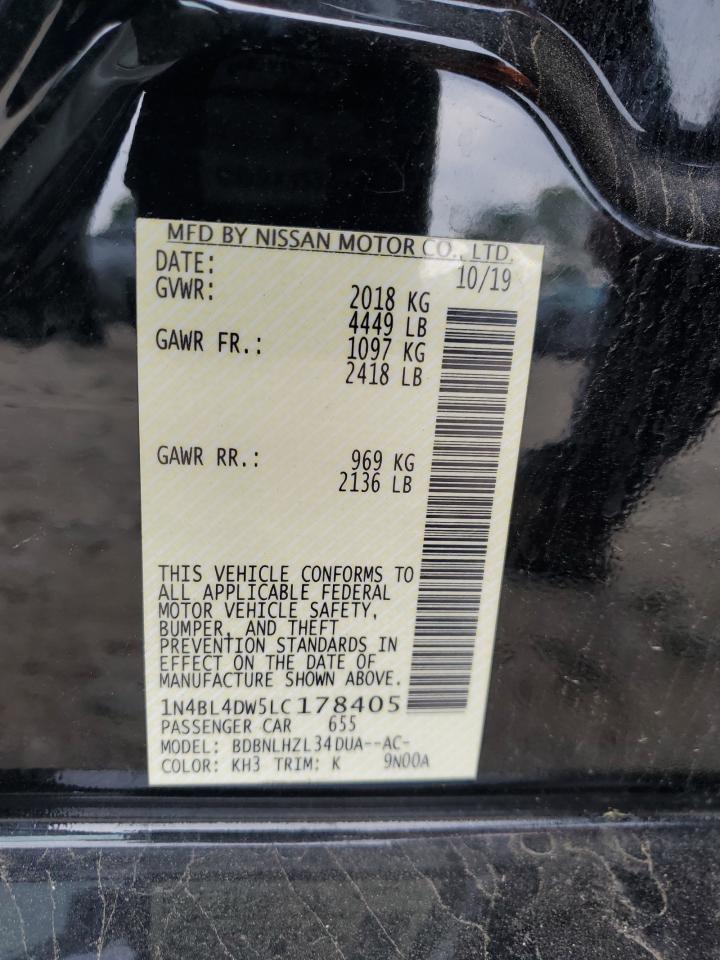 MFD BY NISSAN MOTOR CO., LTD.
DATE: 10/19
GVWR: 2018 KG
4449 LB
GAWR FR.: 1097 KG
2418 LB
GAWR RR.: 969 KG
2136 LB
THIS VEHICLE CONFORMS TO
ALL APPLICABLE FEDERAL
MOTOR VEHICLE SAFETY,
BUMPER, AND THEFT
PREVENTION STANDARDS IN
EFFECT ON THE DATE OF
MANUFACTURE SHOWN ABOVE.
1N4BL4DW5LC178405
PASSENGER CAR 655
MODEL: BDBNLHZL34DUA--AC-
COLOR: KH3 TRIM: K 9N00A